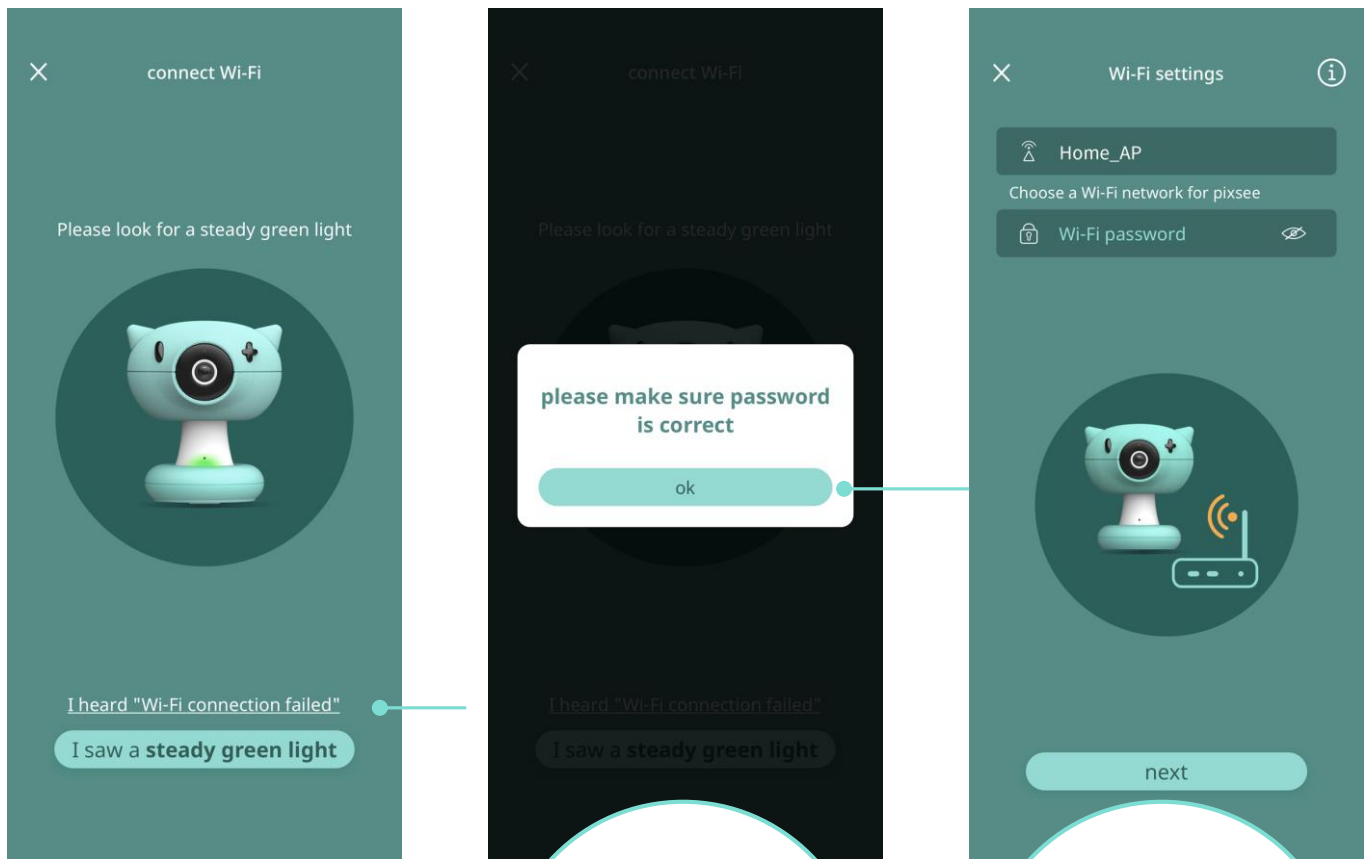 connect Wi-Fi
Please look for a steady green light
I heard "Wi-Fi connection failed"
I saw a steady green light
connect Wi-Fi
Please look for a steady green light
please make sure password
is correct
ok
I heard "Wi-Fi connection failed"
I saw a steady green light
Wi-Fi settings
Home_AP
Choose a Wi-Fi network for pixsee
Wi-Fi password
next